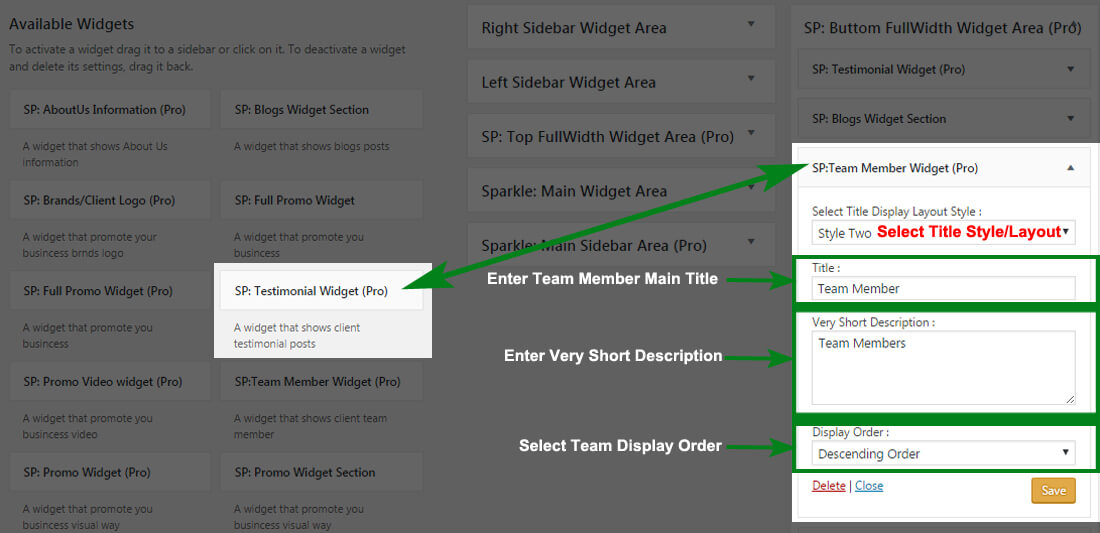 Available Widgets
To activate a widget drag it to a sidebar or click on it. To deactivate a widget
and delete its settings, drag it back.
SP: AboutUs Information (Pro)
A widget that shows About Us
information
SP: Blogs Widget Section
A widget that shows blogs posts
SP: Brands/Client Logo (Pro)
A widget that promote your
business brnds logo
SP: Full Promo Widget
A widget that promote you
business
SP: Full Promo Widget (Pro)
A widget that promote you
business
SP: Testimonial Widget (Pro)
A widget that shows client
testimonial posts
SP: Promo Video widget (Pro)
A widget that promote you
business video
SP:Team Member Widget (Pro)
A widget that shows client team
member
SP: Promo Widget (Pro)
A widget that promote you
business visual way
SP: Promo Widget Section
A widget that promote you
business visual way
Right Sidebar Widget Area
Left Sidebar Widget Area
SP: Top FullWidth Widget Area (Pro)
Sparkle: Main Widget Area
Sparkle: Main Sidebar Area (Pro)
Enter Team Member Main Title
Enter Very Short Description
Select Team Display Order
SP: Buttom FullWidth Widget Area (Pro)
SP: Testimonial Widget (Pro)
SP: Blogs Widget Section
SP:Team Member Widget (Pro)
Select Title Display Layout Style :
Style Two Select Title Style/Layout
Title :
Team Member
Very Short Description :
Team Members
Display Order :
Descending Order
Delete | Close
Save